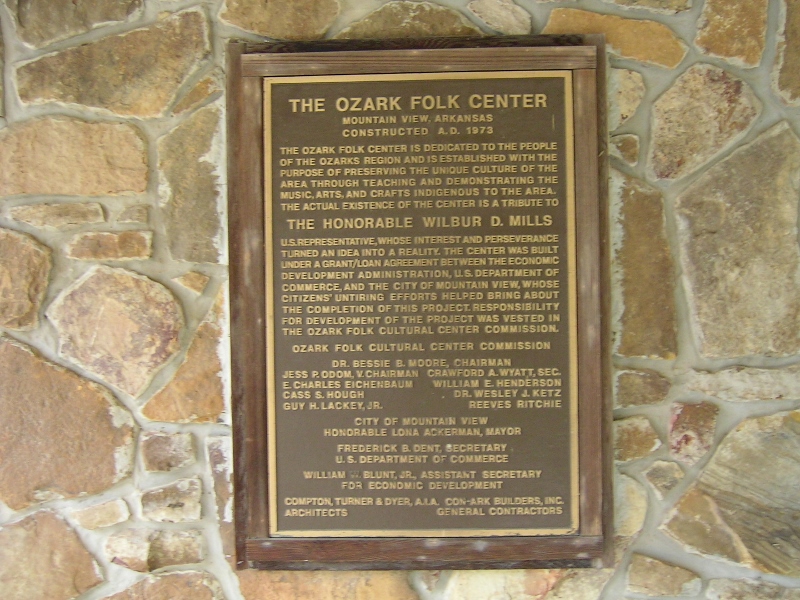 THE OZARK FOLK CENTER
MOUNTAIN VIEW, ARKANSAS
CONSTRUCTED A.D. 1973
THE OZARK FOLK CENTER IS DEDICATED TO THE PEOPLE
OF THE OZARKS REGION AND IS ESTABLISHED WITH THE
PURPOSE OF PRESERVING THE UNIQUE CULTURE OF THE
AREA THROUGH TEACHING AND DEMONSTRATING THE
MUSIC, ARTS, AND CRAFTS INDIGENOUS TO THE AREA.
THE ACTUAL EXISTENCE OF THE CENTER IS A TRIBUTE TO
THE HONORABLE WILBUR D. MILLS
U.S. REPRESENTATIVE, WHOSE INTEREST AND PERSEVERANCE
TURNED AN IDEA INTO A REALITY. THE CENTER WAS BUILT
UNDER A GRANT/LOAN AGREEMENT BETWEEN THE ECONOMIC
DEVELOPMENT ADMINISTRATION, U.S. DEPARTMENT OF
COMMERCE, AND THE CITY OF MOUNTAIN VIEW, WHOSE
CITIZENS' UNTIRING EFFORTS HELPED BRING ABOUT
THE COMPLETION OF THIS PROJECT. RESPONSIBILITY
FOR DEVELOPMENT OF THE PROJECT WAS VESTED IN
THE OZARK FOLK CULTURAL CENTER COMMISSION.
OZARK FOLK CULTURAL CENTER COMMISSION
DR. BESSIE B. MOORE, CHAIRMAN
JESS P. ODOM, V. CHAIRMAN CRAWFORD A. WYATT, SEC.
E. CHARLES EICHENBAUM WILLIAM E. HENDERSON
CASS S. HOUGH DR. WESLEY J. KETZ
GUY H. LACKEY, JR. REEVES RITCHIE
CITY OF MOUNTAIN VIEW
HONORABLE LONA ACKERMAN, MAYOR
FREDERICK B. DENT, SECRETARY
U.S. DEPARTMENT OF COMMERCE
WILLIAM W. BLUNT, JR., ASSISTANT SECRETARY
FOR ECONOMIC DEVELOPMENT
COMPTON, TURNER & DYER, A.I.A. CON-ARK BUILDERS, INC.
ARCHITECTS GENERAL CONTRACTORS